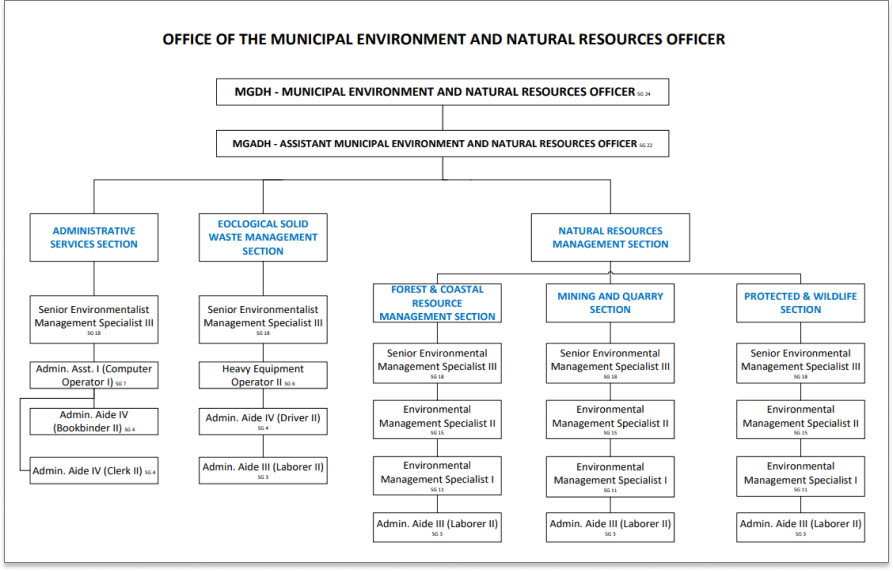 OFFICE OF THE MUNICIPAL ENVIRONMENT AND NATURAL RESOURCES OFFICER
MGDH - MUNICIPAL ENVIRONMENT AND NATURAL RESOURCES OFFICER SG 24
MGADH - ASSISTANT MUNICIPAL ENVIRONMENT AND NATURAL RESOURCES OFFICER SG 22
ADMINISTRATIVE
SERVICES SECTION
Senior Environmentalist
Management Specialist III
SG 18
Admin. Asst. I (Computer
Operator I) SG 7
Admin. Aide IV
(Bookbinder II) SG 4
Admin. Aide IV (Clerk II) SG 4
EOCLOGICAL SOLID
WASTE MANAGEMENT
SECTION
Senior Environmentalist
Management Specialist III
SG 18
Heavy Equipment
Operator II SG 6
Admin. Aide IV (Driver II)
SG 4
Admin. Aide III (Laborer II)
SG 3
NATURAL RESOURCES
MANAGEMENT SECTION
FOREST & COASTAL
RESOURCE
MANAGEMENT SECTION
Senior Environmental
Management Specialist III
SG 18
Environmental
Management Specialist II
SG 15
Environmental
Management Specialist I
SG 11
Admin. Aide III (Laborer II)
SG 3
MINING AND QUARRY
SECTION
Senior Environmental
Management Specialist III
SG 18
Environmental
Management Specialist II
SG 15
Environmental
Management Specialist I
SG 11
Admin. Aide III (Laborer II)
SG 3
PROTECTED & WILDLIFE
SECTION
Senior Environmental
Management Specialist III
SG 18
Environmental
Management Specialist II
SG 15
Environmental
Management Specialist I
SG 11
Admin. Aide III (Laborer II)
SG 3